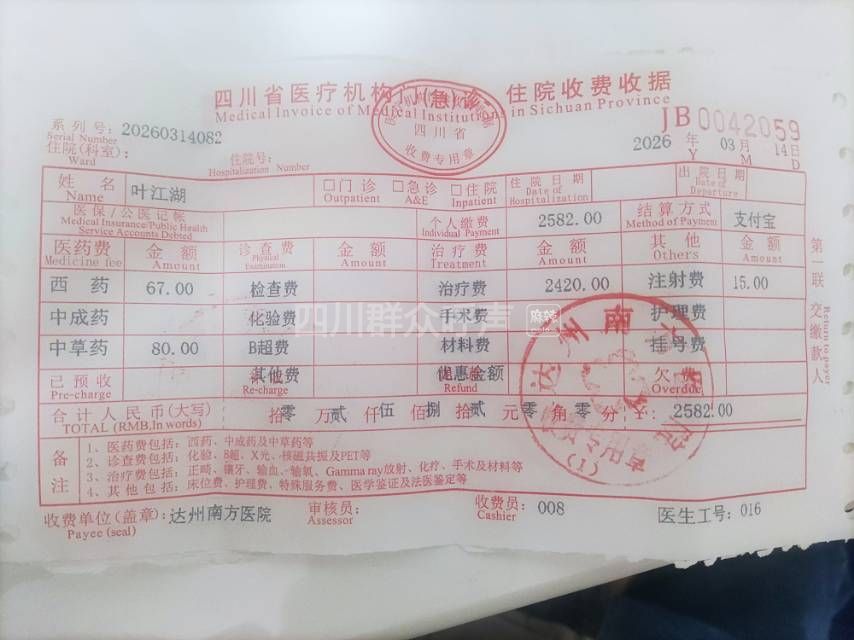 四川省医疗机构门(急)诊 住院收费收据
Medical Invoice of Medical Institutions in Sichuan Province
四川省
收费专用章
JB0042059
系列号: 20260314082
Serial Number
2026 年 03月 14日
Y M D
住院(科室):
Ward
住院号:
Hospitalization Number
姓名 叶江湖 □门诊 □急诊 □住院 住院日期 出院日期
Name Outpatient A&E Inpatient Date of Hospitalization Date of Departure
医保/公医记帐 个人缴费 2582.00 结算方式 支付宝
Medical Insurance/Public Health Service Accounts Debted Individual Payment Method of Payment
医药费 金额 诊查费 金额 治疗费 金额 其他 金额
Medicine fee Amount Physical Examination Amount Treatment Amount Others Amount
西药 67.00 检查费 治疗费 2420.00 注射费 15.00
中成药 化验费 手术费 护理费
中草药 80.00 B超费 材料费 挂号费
已预收 其他费 优惠金额 欠费
Pre-charge Re-charge Refund Overdue
合计人民币(大写) 拾零 万贰 仟伍 佰捌 拾贰 元零角零分 2582.00
TOTAL (RMB,In words)
备注
1、医药费包括: 西药、中成药及中草药等
2、诊查费包括: 化验、B超、X光、核磁共振及PET等
3、治疗费包括: 正畸、镶牙、输血、输氧、Gamma ray放射、化疗、手术及材料等
4、其他包括: 床位费、护理费、特殊服务费、医学鉴证及法医鉴定等
收费单位(盖章): 达州南方医院 审核员: 收费员: 008 医生工号: 016
Payee (seal) Assessor Cashier
第一联 交缴款人
Return to payer
四川群众呼声
麻辣
(1)